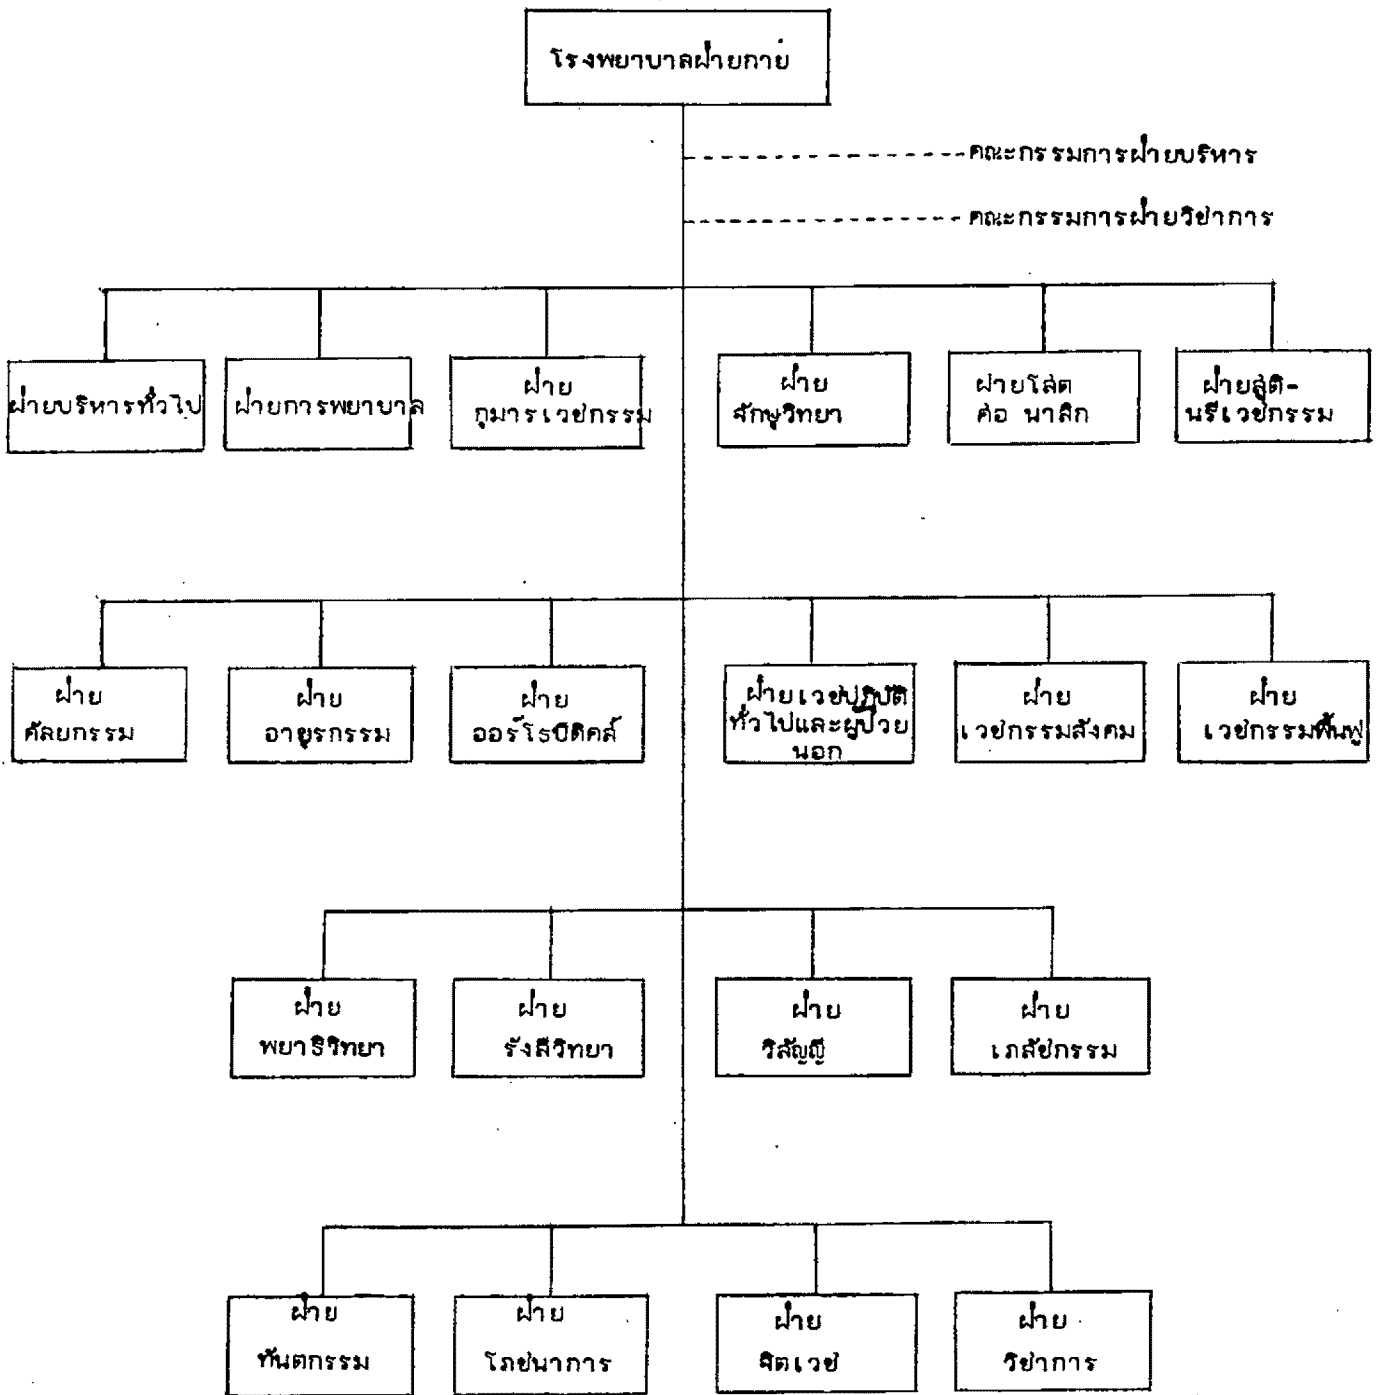 โรงพยาบาลฝ่ายกาย
คณะกรรมการฝ่ายบริหาร
คณะกรรมการฝ่ายวิชาการ
ฝ่ายบริหารทั่วไป
ฝ่ายการพยาบาล
ฝ่าย
กุมารเวชกรรม
ฝ่าย
จักษุวิทยา
ฝ่ายโสต
ศอ นาสิก
ฝ่ายสูติ-
นรีเวชกรรม
ฝ่าย
ศัลยกรรม
ฝ่าย
อายุรกรรม
ฝ่าย
ออร์โธปีดิคส์
ฝ่ายเวชปฏิบัติ
ทั่วไปและผู้ป่วย
นอก
ฝ่าย
เวชกรรมสังคม
ฝ่าย
เวชกรรมฟื้นฟู
ฝ่าย
พยาธิวิทยา
ฝ่าย
รังสีวิทยา
ฝ่าย
วิสัญญี
ฝ่าย
เภสัชกรรม
ฝ่าย
ทันตกรรม
ฝ่าย
โภชนาการ
ฝ่าย
จิตเวช
ฝ่าย
วิชาการ